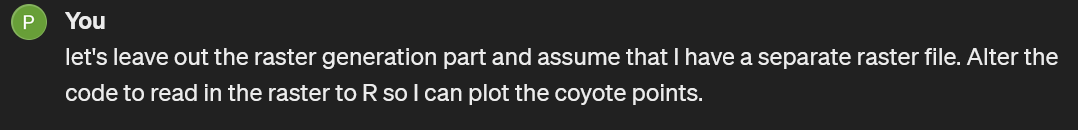 P
You
let's leave out the raster generation part and assume that I have a separate raster file. Alter the
code to read in the raster to R so I can plot the coyote points.